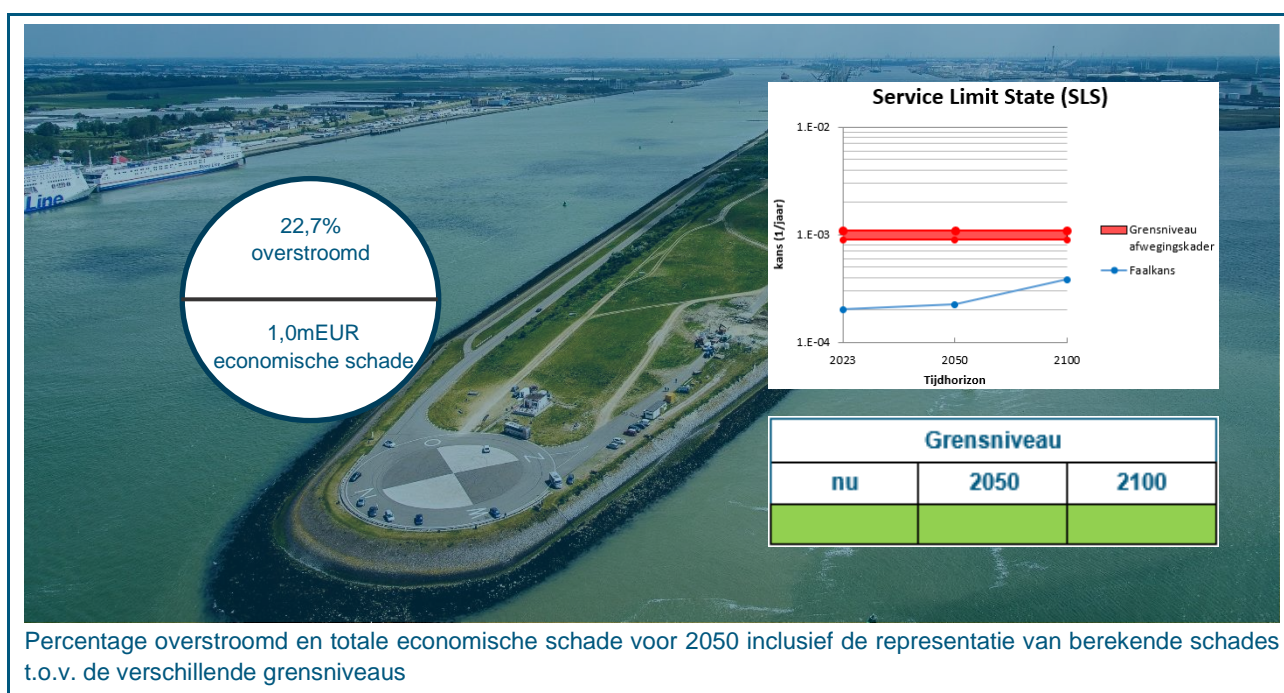 Line
22,7%
overstroomd
1,0mEUR
economische schade
Service Limit State (SLS)
kans (1/jaar)
1.E-02
1.E-03
1.E-04
2023
2050
2100
Tijdhorizon
Grensniveau
afwegingskader
Faalkans
Grensniveau
nu
2050
2100
N
O
Z
W
Percentage overstroomd en totale economische schade voor 2050 inclusief de representatie van berekende schades
t.o.v. de verschillende grensniveaus